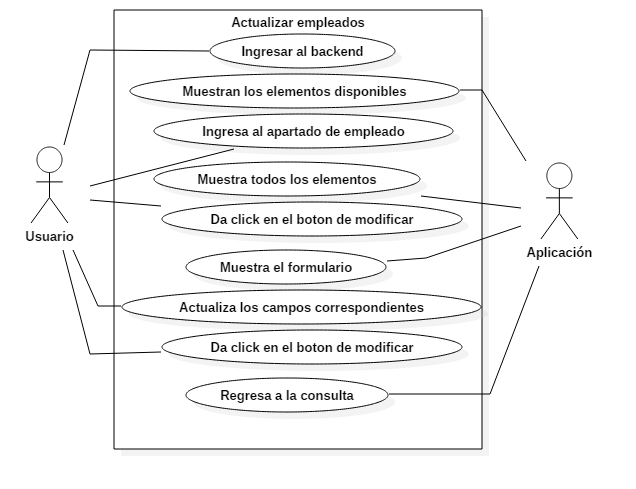 Actualizar empleados
Ingresar al backend
Muestran los elementos disponibles
Ingresa al apartado de empleado
Muestra todos los elementos
Da click en el boton de modificar
Muestra el formulario
Actualiza los campos correspondientes
Da click en el boton de modificar
Regresa a la consulta
Usuario
Aplicación